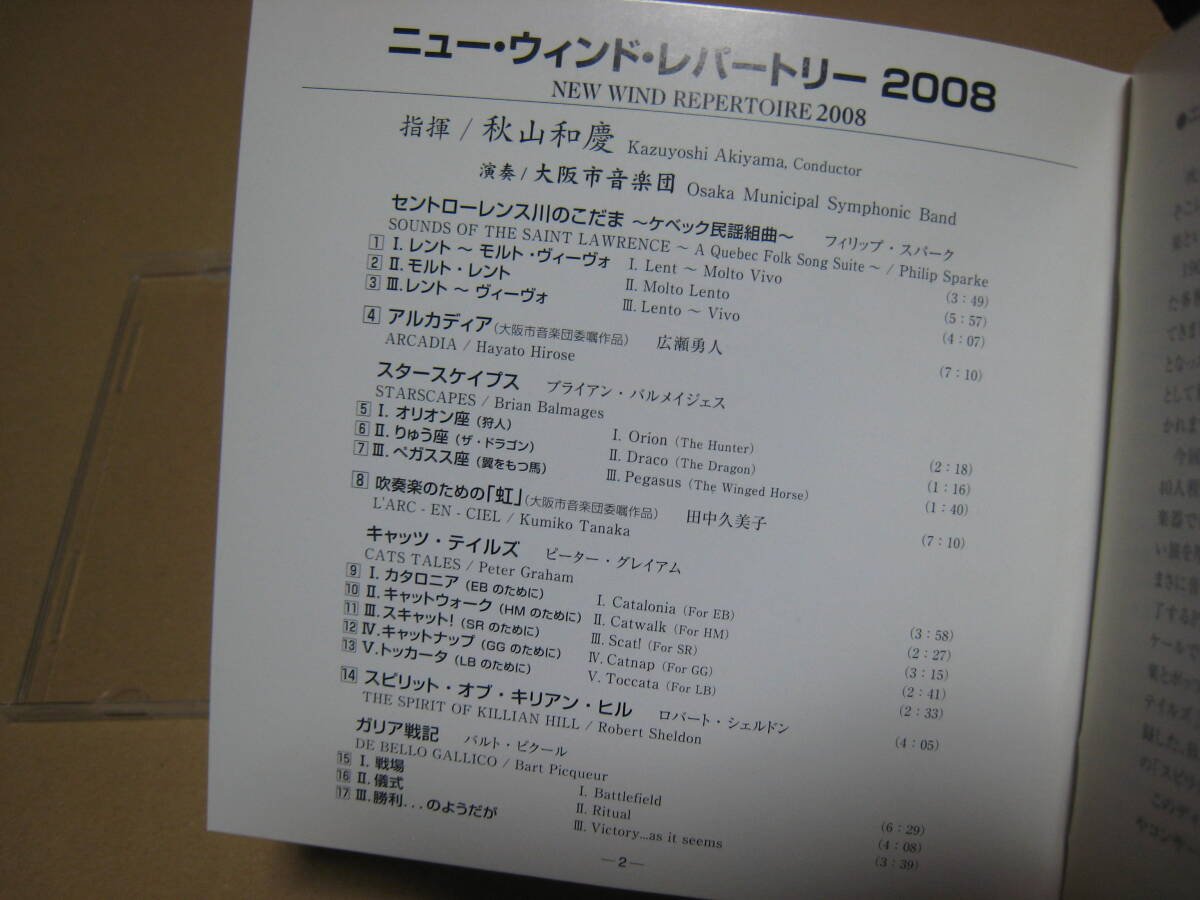 ニュー・ウィンド・レパートリー 2008
NEW WIND REPERTOIRE 2008
指揮 / 秋山和慶 Kazuyoshi Akiyama, Conductor
演奏 / 大阪市音楽団 Osaka Municipal Symphonic Band
セントローレンス川のこだま ～ケベック民謡組曲～ フィリップ・スパーク
SOUNDS OF THE SAINT LAWRENCE ～ A Quebec Folk Song Suite ～ / Philip Sparke
1 Ⅰ.レント ～ モルト・ヴィーヴォ Ⅰ. Lent ～ Molto Vivo (3:49)
2 Ⅱ.モルト・レント Ⅱ. Molto Lento (5:57)
3 Ⅲ.レント ～ ヴィーヴォ Ⅲ. Lento ～ Vivo (4:07)
4 アルカディア(大阪市音楽団委嘱作品) 広瀬勇人
ARCADIA / Hayato Hirose (7:10)
スタースケイプス ブライアン・バルメイジェス
STARSCAPES / Brian Balmages
5 Ⅰ.オリオン座 (狩人) Ⅰ. Orion (The Hunter) (2:18)
6 Ⅱ.りゅう座 (ザ・ドラゴン) Ⅱ. Draco (The Dragon) (1:16)
7 Ⅲ.ペガスス座 (翼をもつ馬) Ⅲ. Pegasus (The Winged Horse) (1:40)
8 吹奏楽のための「虹」(大阪市音楽団委嘱作品) 田中久美子
L'ARC - EN - CIEL / Kumiko Tanaka (7:10)
キャッツ・テイルズ ピーター・グレイアム
CATS TALES / Peter Graham
9 Ⅰ.カタロニア (EB のために) Ⅰ. Catalonia (For EB) (3:58)
10 Ⅱ.キャットウォーク (HM のために) Ⅱ. Catwalk (For HM) (2:27)
11 Ⅲ.スキャット! (SR のために) Ⅲ. Scat! (For SR) (3:15)
12 Ⅳ.キャットナップ (GG のために) Ⅳ. Catnap (For GG) (2:41)
13 Ⅴ.トッカータ (LB のために) Ⅴ. Toccata (For LB) (2:33)
14 スピリット・オブ・キリアン・ヒル ロバート・シェルドン
THE SPIRIT OF KILLIAN HILL / Robert Sheldon (4:05)
ガリア戦記 バルト・ピクール
DE BELLO GALLICO / Bart Picqueur
15 Ⅰ.戦場 Ⅰ. Battlefield (6:29)
16 Ⅱ.儀式 Ⅱ. Ritual (4:08)
17 Ⅲ.勝利...のようだが Ⅲ. Victory...as it seems (3:39)
—2—